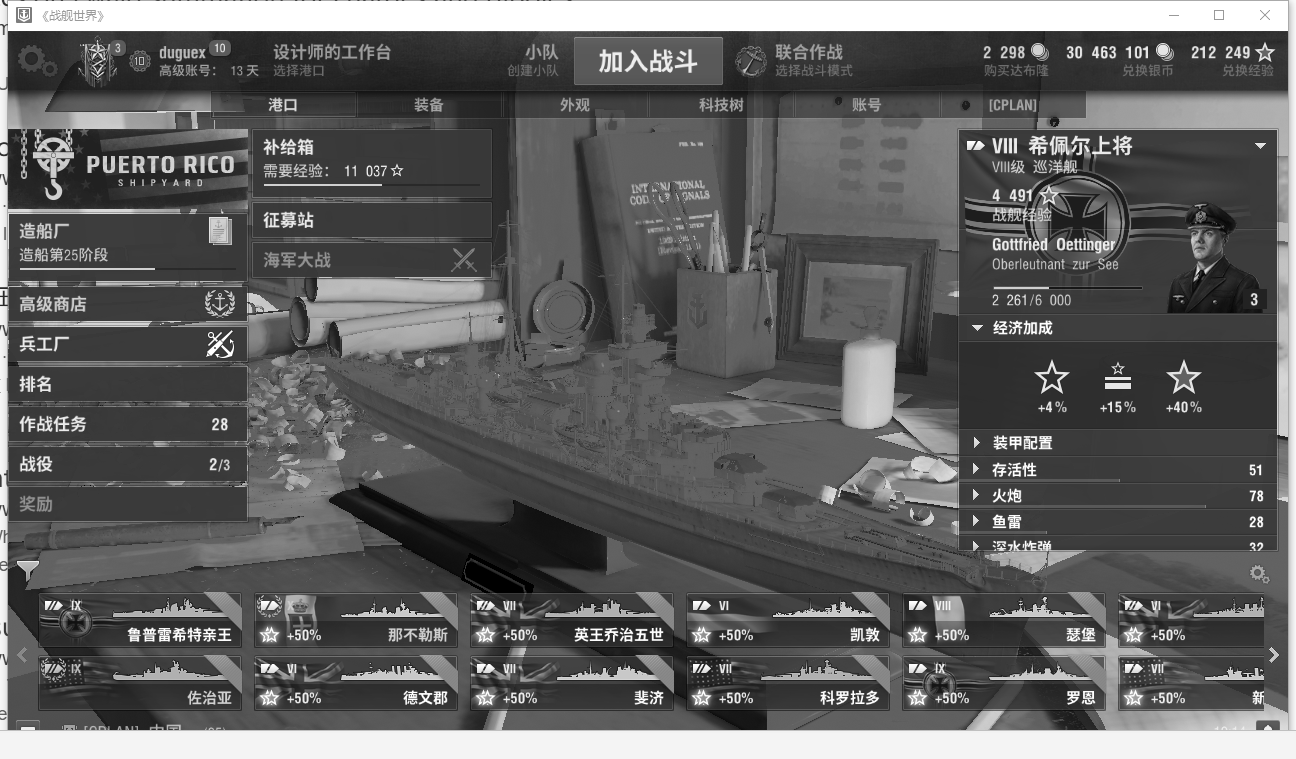 《战舰世界》
3
10
duguex 10
高级账号： 13 天
设计师的工作台
选择港口
小队
创建小队
加入战斗
联合作战
选择战斗模式
2 298
购买达布隆
30 463 101
兑换银币
212 249
兑换经验
港口
装备
外观
科技树
账号
[CPLAN]
PUERTO RICO
SHIPYARD
造船厂
造船第25阶段
高级商店
兵工厂
排名
作战任务 28
战役 2/3
奖励
补给箱
需要经验： 11 037
征募站
海军大战
INTERNATIONAL
CODE SIGNALS
VIII 希佩尔上将
VIII级 巡洋舰
4 491
战舰经验
Gottfried Oettinger
Oberleutnant zur See
2 261/6 000
3
经济加成
+4%
+15%
+40%
装甲配置
存活性 51
火炮 78
鱼雷 28
深水炸弹 32
IX
鲁普雷希特亲王
X
+50% 那不勒斯
VII
+50% 英王乔治五世
VI
+50% 凯敦
VIII
+50% 瑟堡
VI
+50%
IX
佐治亚
VI
+50% 德文郡
VII
+50% 斐济
VII
+50% 科罗拉多
IX
+50% 罗恩
VII
+50% 新
[CPLAN] 中国